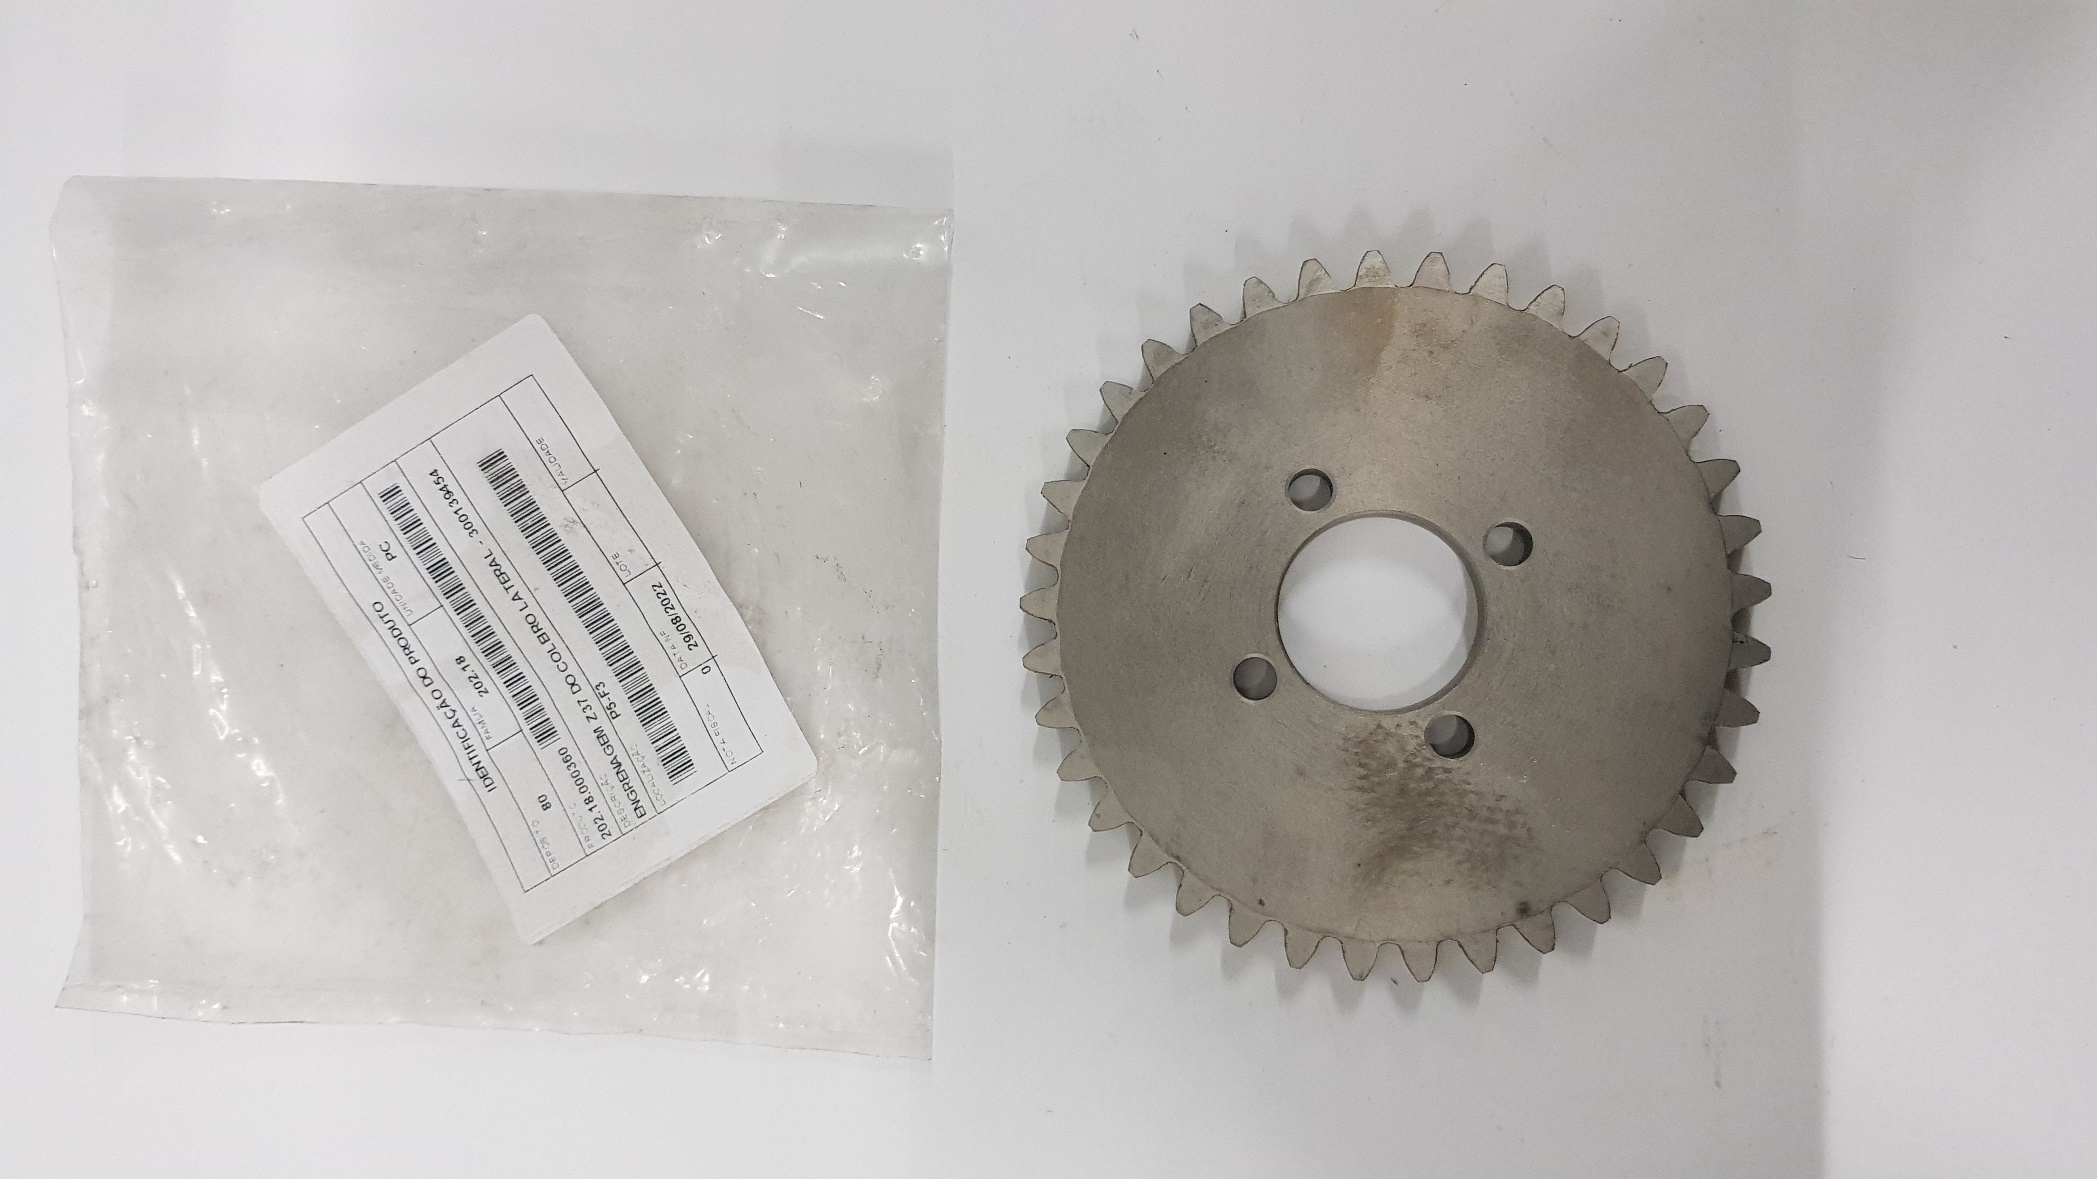 IDENTIFICAÇÃO DO PRODUTO
DEPÓSITO FAMÍLIA UNIDADE MEDIDA
80 202.18 PC
PRODUTO
202.18.000360
DESCRIÇÃO
ENGRENAGEM Z37 DO COLEIRO LATERAL - 300139454
LOCALIZAÇÃO
P5-F3
NOTA FISCAL DATA NF LOTE VALIDADE
0 29/08/2022